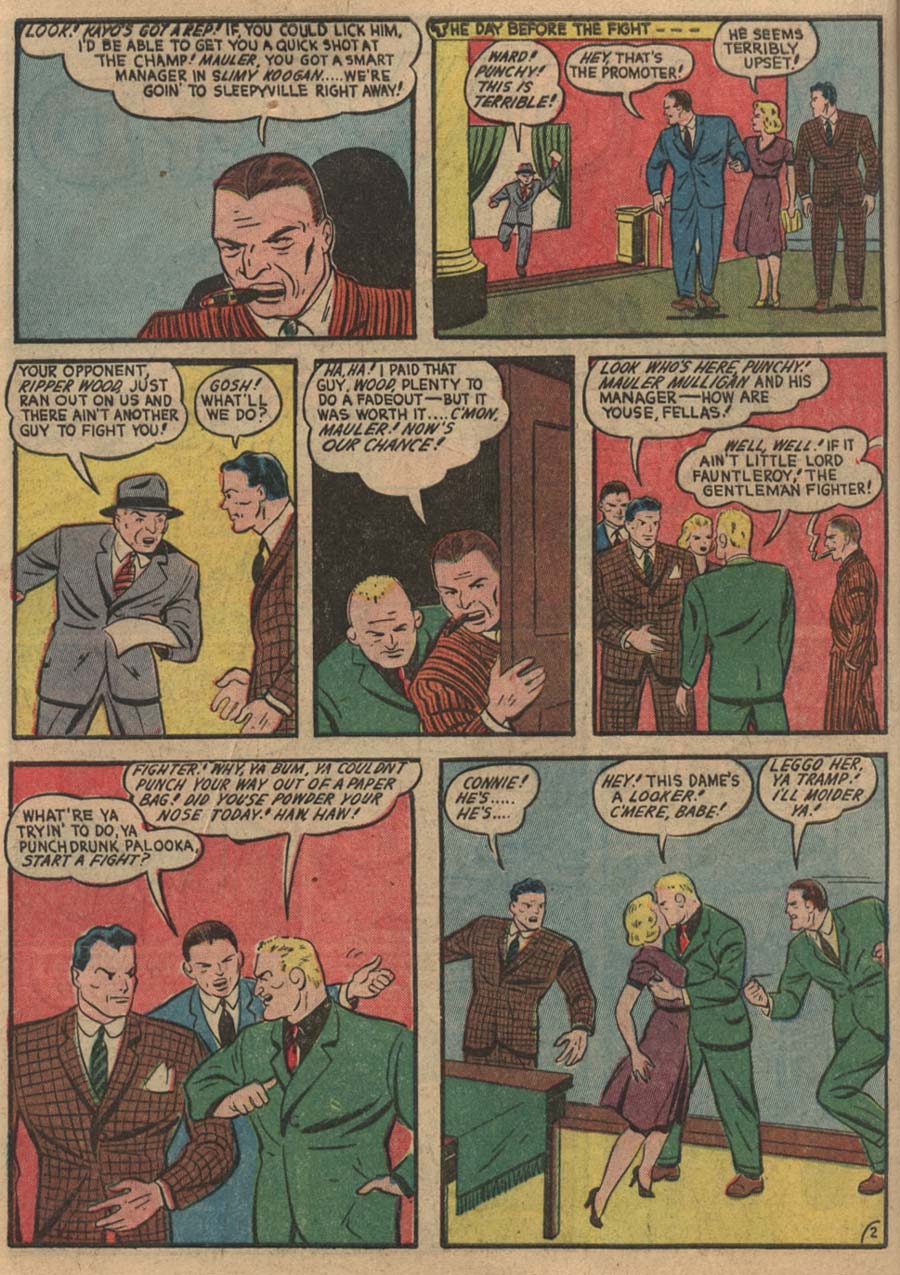 LOOK! KAYO'S GOT A REP! IF YOU COULD LICK HIM,
I'D BE ABLE TO GET YOU A QUICK SHOT AT
THE CHAMP! MAULER, YOU GOT A SMART
MANAGER IN SLIMY KOOGAN.....WE'RE
GOIN' TO SLEEPYVILLE RIGHT AWAY!
THE DAY BEFORE THE FIGHT - - - -
WARD!
PUNCHY!
THIS IS
TERRIBLE!
HEY, THAT'S
THE PROMOTER!
HE SEEMS
TERRIBLY
UPSET!
YOUR OPPONENT,
RIPPER WOOD, JUST
RAN OUT ON US AND
THERE AIN'T ANOTHER
GUY TO FIGHT YOU!
GOSH!
WHAT'LL
WE DO?
HA, HA! I PAID THAT
GUY, WOOD, PLENTY TO
DO A FADEOUT—BUT IT
WAS WORTH IT....C'MON,
MAULER! NOW'S
OUR CHANCE!
LOOK WHO'S HERE, PUNCHY!
MAULER MULLIGAN AND HIS
MANAGER—HOW ARE
YOUSE, FELLAS!
WELL, WELL! IF IT
AIN'T LITTLE LORD
FAUNTLEROY,' THE
GENTLEMAN FIGHTER!
WHAT'RE YA
TRYIN' TO DO, YA
PUNCHDRUNK PALOOKA,
START A FIGHT?
FIGHTER! WHY, YA BUM, YA COULDN'T
PUNCH YOUR WAY OUT OF A PAPER
BAG! DID YOU'SE POWDER YOUR
NOSE TODAY! HAW, HAW!
CONNIE!
HE'S.....
HE'S....
HEY! THIS DAME'S
A LOOKER!
C'MERE, BABE!
LEGGO HER,
YA TRAMP!
I'LL MOIDER
YA!
2